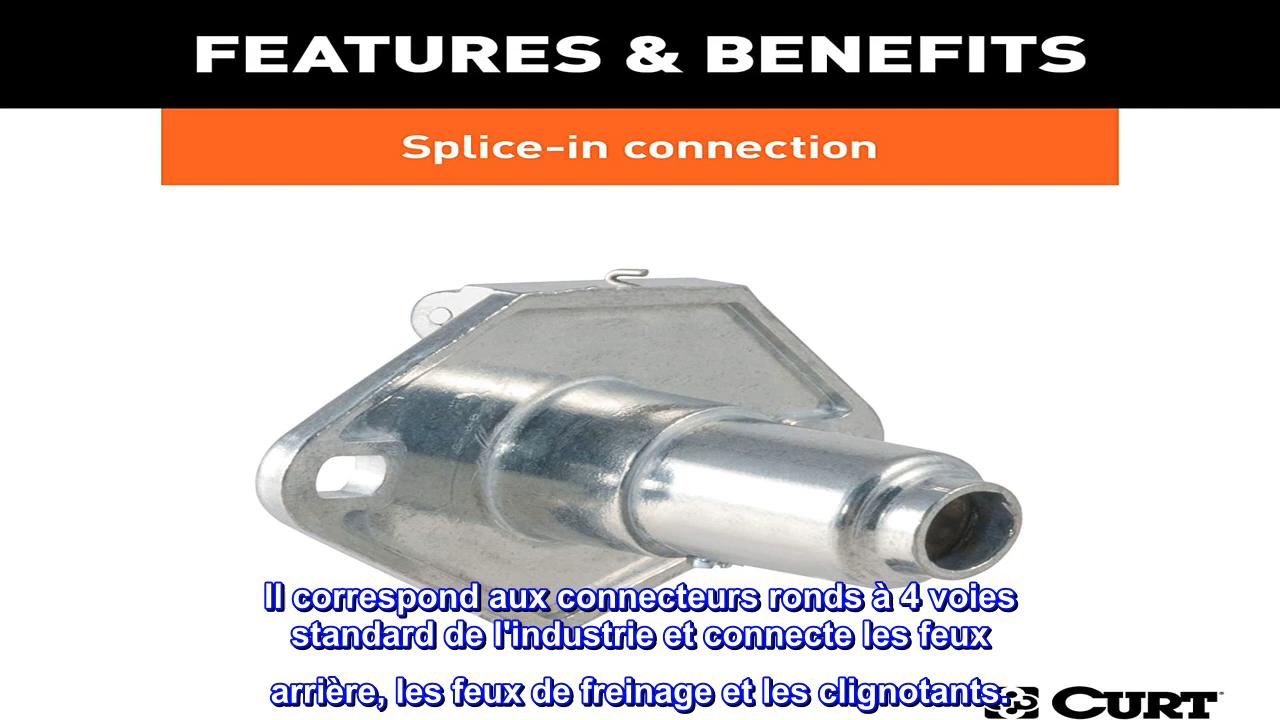 FEATURES & BENEFITS
Splice-in connection
Il correspond aux connecteurs ronds à 4 voies
standard de l'industrie et connecte les feux
arrière, les feux de freinage et les clignotants.
CURT